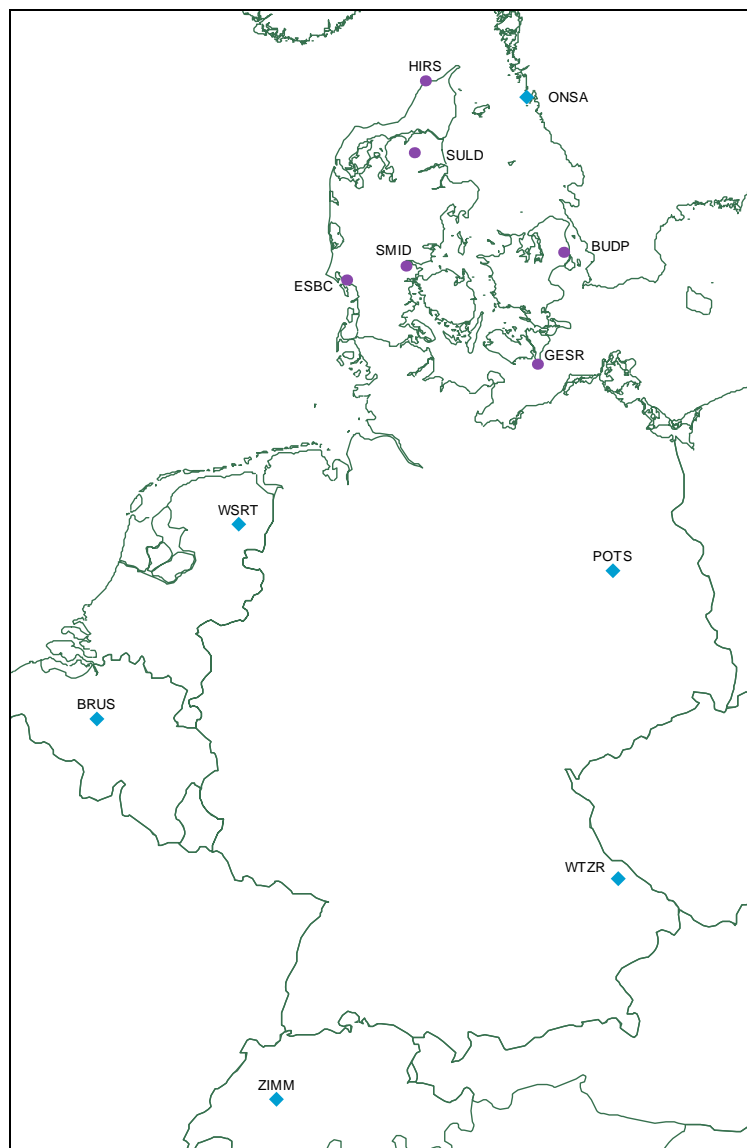 HIRS
ONSA
SULD
BUDP
SMID
ESBC
GESR
WSRT
POTS
BRUS
WTZR
ZIMM